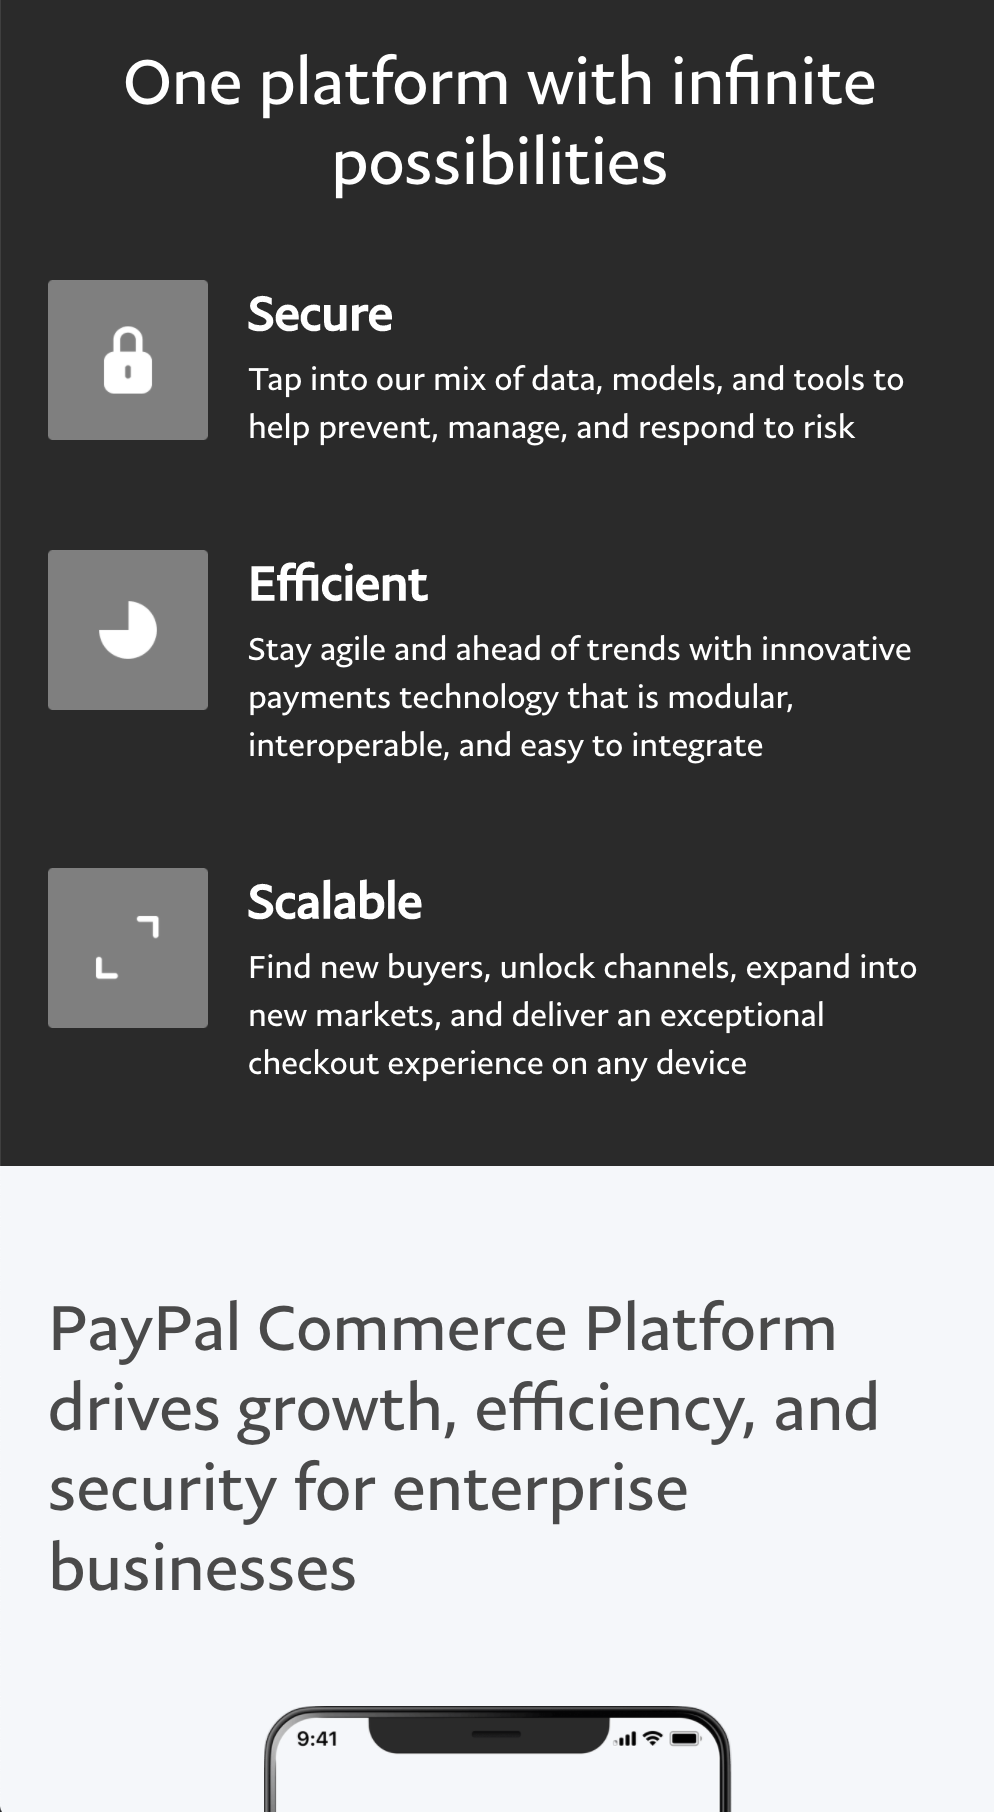 One platform with infinite
possibilities
Secure
Tap into our mix of data, models, and tools to
help prevent, manage, and respond to risk
Efficient
Stay agile and ahead of trends with innovative
payments technology that is modular,
interoperable, and easy to integrate
Scalable
Find new buyers, unlock channels, expand into
new markets, and deliver an exceptional
checkout experience on any device
PayPal Commerce Platform
drives growth, efficiency, and
security for enterprise
businesses
9:41